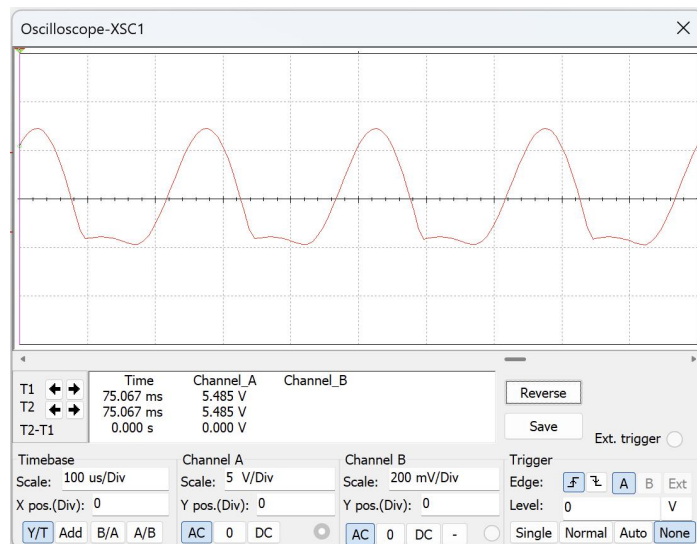 Oscilloscope-XSC1
Time Channel_A Channel_B
T1 75.067 ms 5.485 V
T2 75.067 ms 5.485 V
T2-T1 0.000 s 0.000 V
Reverse
Save
Ext. trigger
Timebase Channel A Channel B Trigger
Scale: 100 us/Div Scale: 5 V/Div Scale: 200 mV/Div Edge: A B Ext
X pos.(Div): 0 Y pos.(Div): 0 Y pos.(Div): 0 Level: 0 V
Y/T Add B/A A/B AC 0 DC AC 0 DC - Single Normal Auto None